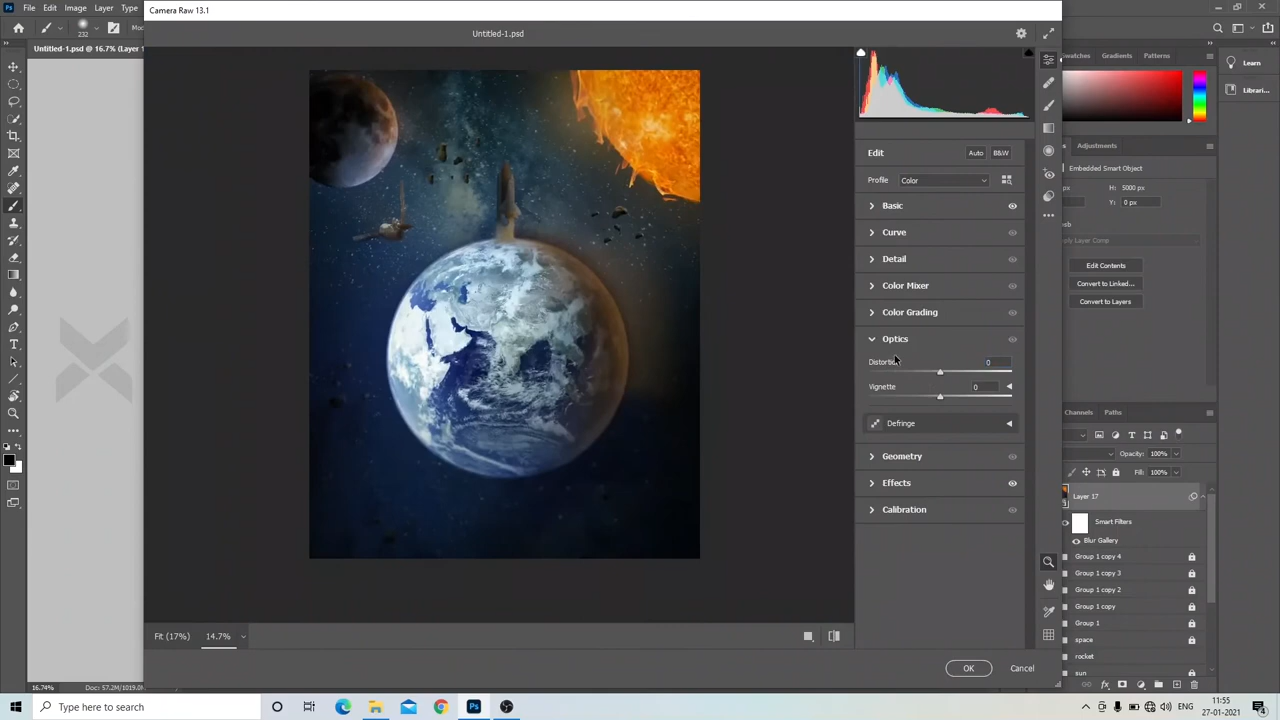 Camera Raw 13.1
Ps File Edit Image Layer Type
Untitled-1.psd
232
Untitled-1.psd @ 16.7% (Layer 1
Swatches Gradients Patterns
Learn
Librari...
Adjustments
Embedded Smart Object
H: 5000 px
Y: 0 px
Edit Contents
Convert to Linked...
Convert to Layers
Edit Auto B&W
Profile Color
Basic
Curve
Detail
Color Mixer
Color Grading
Optics
Distortion 0
Vignette 0
Defringe
Geometry
Effects
Calibration
Channels Paths
Opacity: 100%
Fill: 100%
Layer 17
Smart Filters
Blur Gallery
Group 1 copy 4
Group 1 copy 3
Group 1 copy 2
Group 1 copy
Group 1
space
rocket
sun
Fit (17%) 14.7%
OK Cancel
16.74%
Type here to search
Ps
ENG
11:55
27-01-2021
4